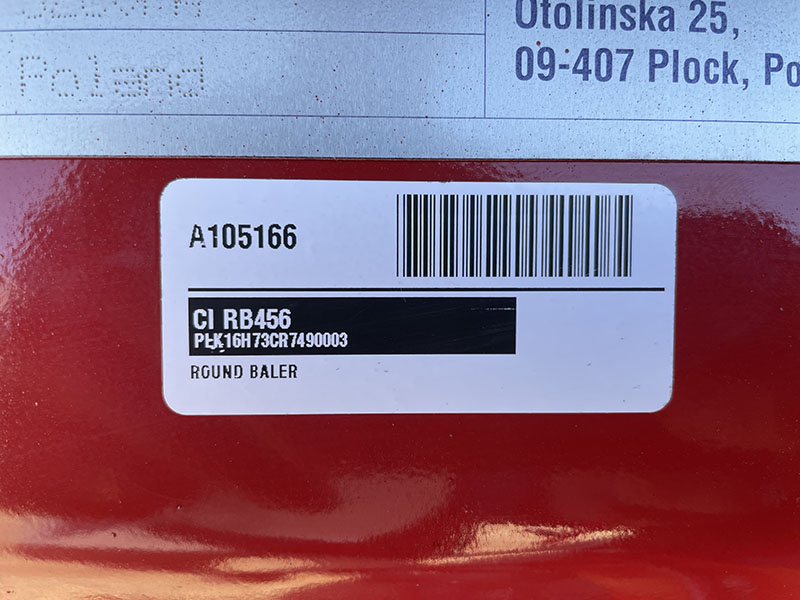 Poland
Otolinska 25,
09-407 Plock, Po
A105166
CI RB456
PLK16H73CR7490003
ROUND BALER